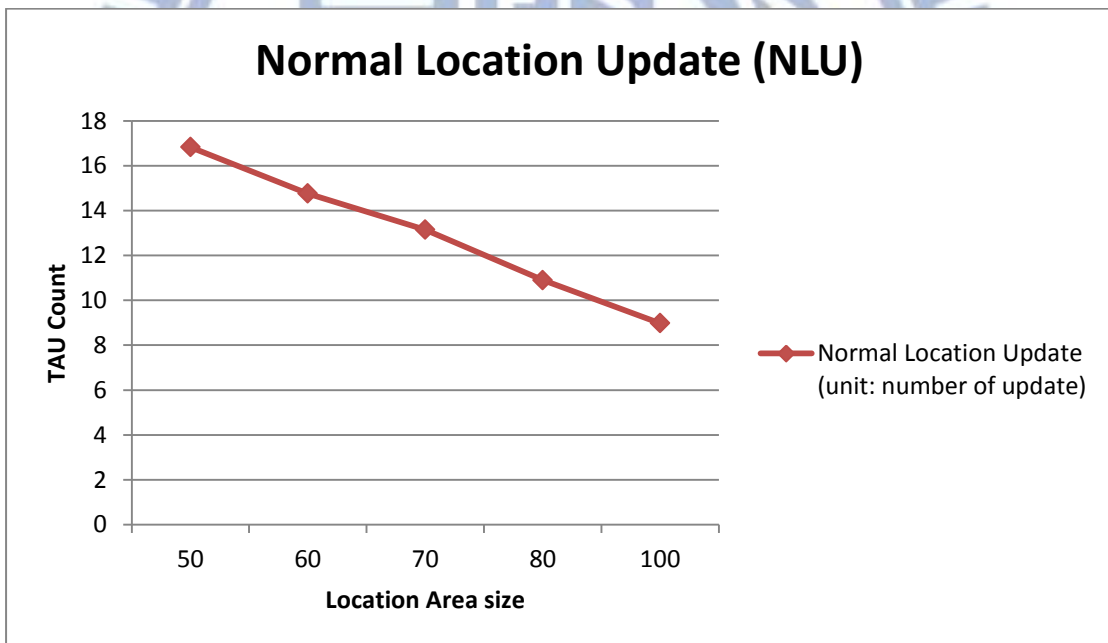 Normal Location Update (NLU)
18
16
14
12
10
8
6
4
2
0
TAU Count
50 60 70 80 100
Location Area size
Normal Location Update
(unit: number of update)